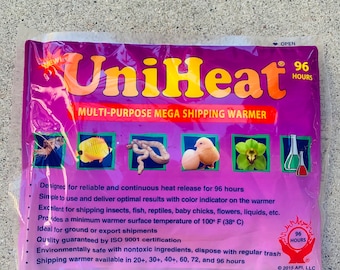 OPEN
UniHeat®
96
HOURS
MULTI-PURPOSE MEGA SHIPPING WARMER
Designed for reliable and continuous heat release for 96 hours
Simple to use and deliver optimal results with color indicator on the warmer
Excellent for shipping insects, fish, reptiles, baby chicks, flowers, liquids, etc.
Provides a minimum warmer surface temperature of 100° F (38° C)
Ideal for ground or export shipments
Quality guaranteed by ISO 9001 certification
Environmentally safe with nontoxic ingredients, dispose with regular trash
Shipping warmer available in 20+, 30+, 40+, 60, 72, and 96 hours
96
HOURS
© 2015 API, LLC